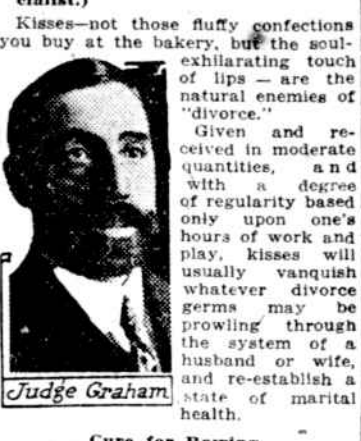 cialist.)
Kisses—not those fluffy confections
you buy at the bakery, but the soul-
exhilarating touch
of lips — are the
natural enemies of
"divorce."
Given and re-
ceived in moderate
quantities, and
with a degree
of regularity based
only upon one's
hours of work and
play, kisses will
usually vanquish
whatever divorce
germs may be
prowling through
the system of a
husband or wife,
and re-establish a
state of marital
health.
Judge Graham